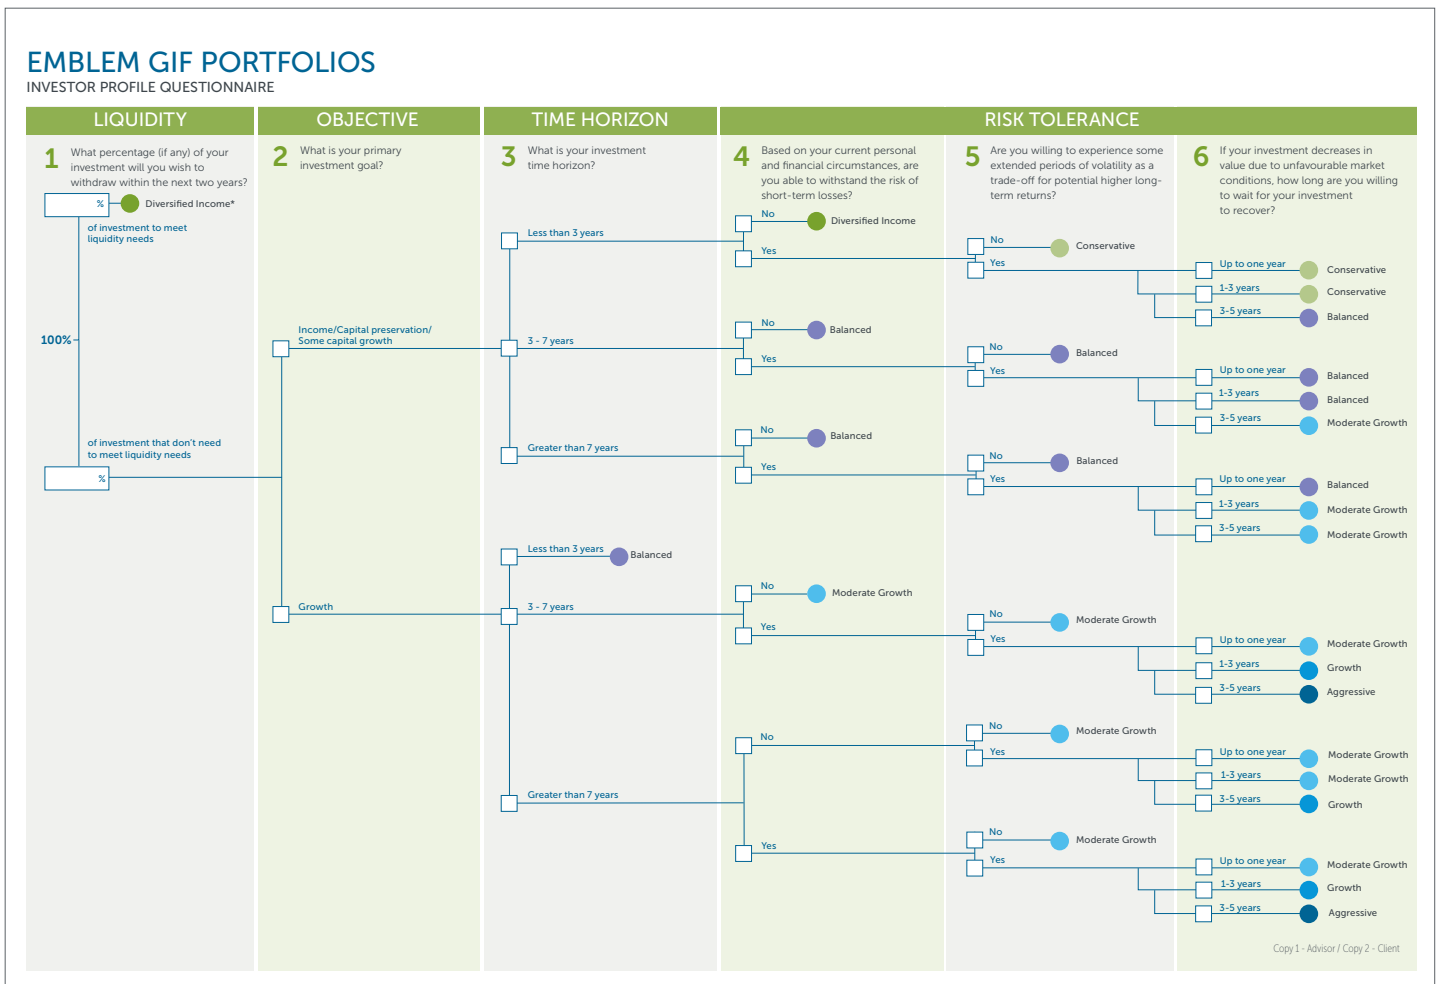 EMBLEM GIF PORTFOLIOS
INVESTOR PROFILE QUESTIONNAIRE
LIQUIDITY
OBJECTIVE
TIME HORIZON
RISK TOLERANCE
1
What percentage (if any) of your
investment will you wish to
withdraw within the next two years?
%
Diversified Income*
of investment to meet
liquidity needs
100%
of investment that don't need
to meet liquidity needs
%
2
What is your primary
investment goal?
Income/Capital preservation/
Some capital growth
Growth
3
What is your investment
time horizon?
Less than 3 years
3 - 7 years
Greater than 7 years
Less than 3 years
Balanced
3 - 7 years
Greater than 7 years
4
Based on your current personal
and financial circumstances, are
you able to withstand the risk of
short-term losses?
No
Diversified Income
Yes
No
Balanced
Yes
No
Balanced
Yes
No
Moderate Growth
Yes
No
Yes
5
Are you willing to experience some
extended periods of volatility as a
trade-off for potential higher long-
term returns?
No
Conservative
Yes
No
Balanced
Yes
No
Balanced
Yes
No
Moderate Growth
Yes
No
Moderate Growth
Yes
No
Moderate Growth
Yes
6
If your investment decreases in
value due to unfavourable market
conditions, how long are you willing
to wait for your investment
to recover?
Up to one year
Conservative
1-3 years
Conservative
3-5 years
Balanced
Up to one year
Balanced
1-3 years
Balanced
3-5 years
Moderate Growth
Up to one year
Balanced
1-3 years
Moderate Growth
3-5 years
Moderate Growth
Up to one year
Moderate Growth
1-3 years
Growth
3-5 years
Aggressive
Up to one year
Moderate Growth
1-3 years
Moderate Growth
3-5 years
Growth
Up to one year
Moderate Growth
1-3 years
Growth
3-5 years
Aggressive
Copy 1 - Advisor / Copy 2 - Client